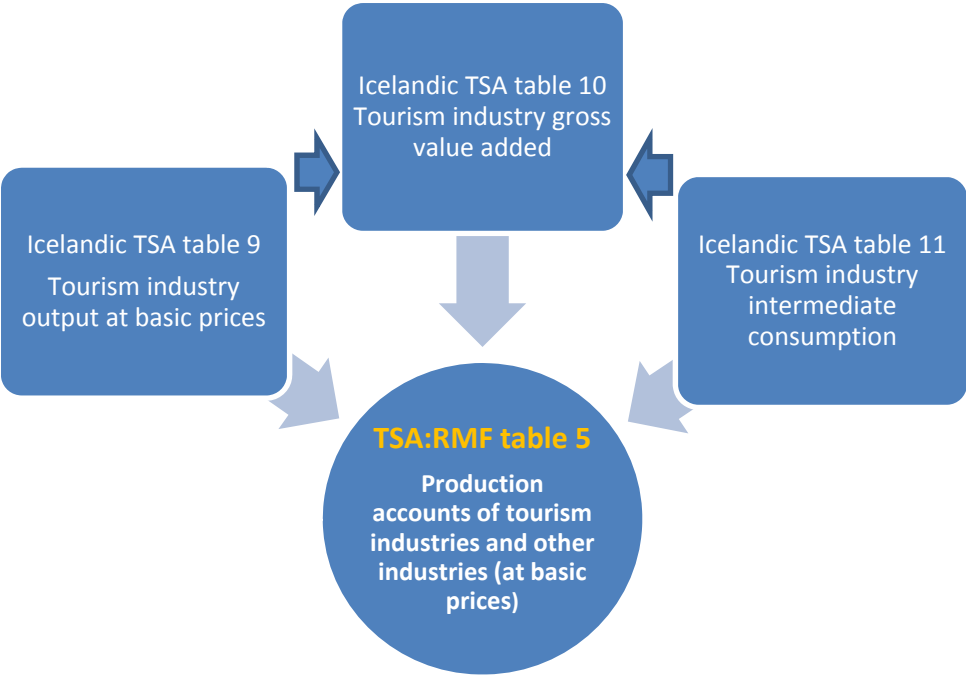 Icelandic TSA table 10
Tourism industry gross
value added
Icelandic TSA table 9
Tourism industry
output at basic prices
Icelandic TSA table 11
Tourism industry
intermediate
consumption
TSA:RMF table 5
Production
accounts of tourism
industries and other
industries (at basic
prices)